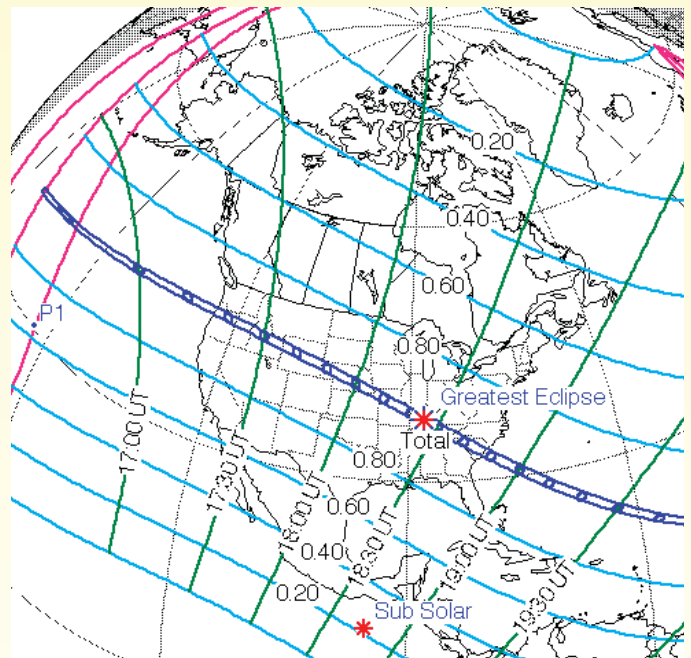 0.20
0.40
0.60
P1
0.80
U
Greatest Eclipse
Total
0.80
17:00 UT
17:30 UT
0.60
18:00 UT
18:30 UT
0.40
19:00 UT
0.20
19:30 UT
Sub Solar